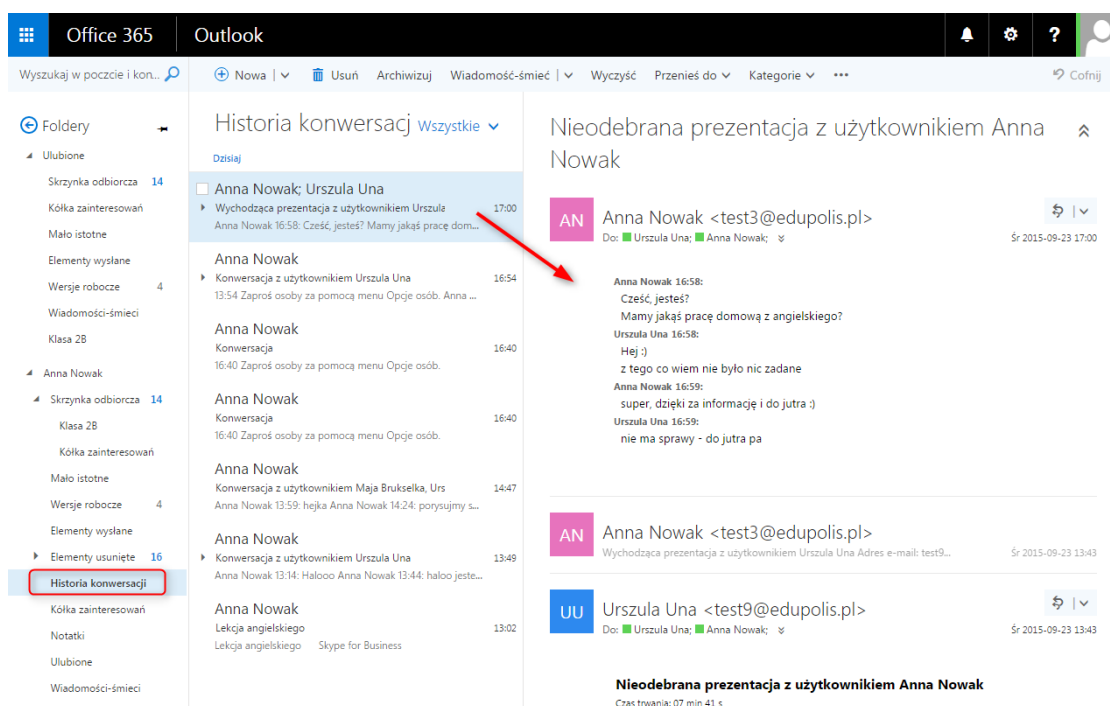 Office 365
Outlook
?
Wyszukaj w poczcie i kon...
Nowa
Usuń
Archiwizuj
Wiadomość-śmieć
Wyczyść
Przenieś do
Kategorie
•••
Cofnij
Foldery
Ulubione
Skrzynka odbiorcza 14
Kółka zainteresowań
Mało istotne
Elementy wysłane
Wersje robocze 4
Wiadomości-śmieci
Klasa 2B
Anna Nowak
Skrzynka odbiorcza 14
Klasa 2B
Kółka zainteresowań
Mało istotne
Wersje robocze 4
Elementy wysłane
Elementy usunięte 16
Historia konwersacji
Kółka zainteresowań
Notatki
Ulubione
Wiadomości-śmieci
Historia konwersacj Wszystkie
Dzisiaj
Anna Nowak; Urszula Una
Wychodząca prezentacja z użytkownikiem Urszula 17:00
Anna Nowak 16:58: Cześć, jesteś? Mamy jakąś pracę dom...
Anna Nowak
Konwersacja z użytkownikiem Urszula Una 16:54
13:54 Zaproś osoby za pomocą menu Opcje osób. Anna ...
Anna Nowak
Konwersacja 16:40
16:40 Zaproś osoby za pomocą menu Opcje osób.
Anna Nowak
Konwersacja 16:40
16:40 Zaproś osoby za pomocą menu Opcje osób.
Anna Nowak
Konwersacja z użytkownikiem Maja Brukselka, Urs 14:47
Anna Nowak 13:59: hejka Anna Nowak 14:24: porysujmy s...
Anna Nowak
Konwersacja z użytkownikiem Urszula Una 13:49
Anna Nowak 13:14: Halooo Anna Nowak 13:44: haloo jeste...
Anna Nowak
Lekcja angielskiego 13:02
Lekcja angielskiego Skype for Business
Nieodebrana prezentacja z użytkownikiem Anna
Nowak
AN
Anna Nowak <test3@edupolis.pl>
Do: Urszula Una; Anna Nowak;
Śr 2015-09-23 17:00
Anna Nowak 16:58:
Cześć, jesteś?
Mamy jakąś pracę domową z angielskiego?
Urszula Una 16:58:
Hej :)
z tego co wiem nie było nic zadane
Anna Nowak 16:59:
super, dzięki za informację i do jutra :)
Urszula Una 16:59:
nie ma sprawy - do jutra pa
AN
Anna Nowak <test3@edupolis.pl>
Wychodząca prezentacja z użytkownikiem Urszula Una Adres e-mail: test9...
Śr 2015-09-23 13:43
UU
Urszula Una <test9@edupolis.pl>
Do: Urszula Una; Anna Nowak;
Śr 2015-09-23 13:43
Nieodebrana prezentacja z użytkownikiem Anna Nowak
Czas trwania: 07 min 41 s